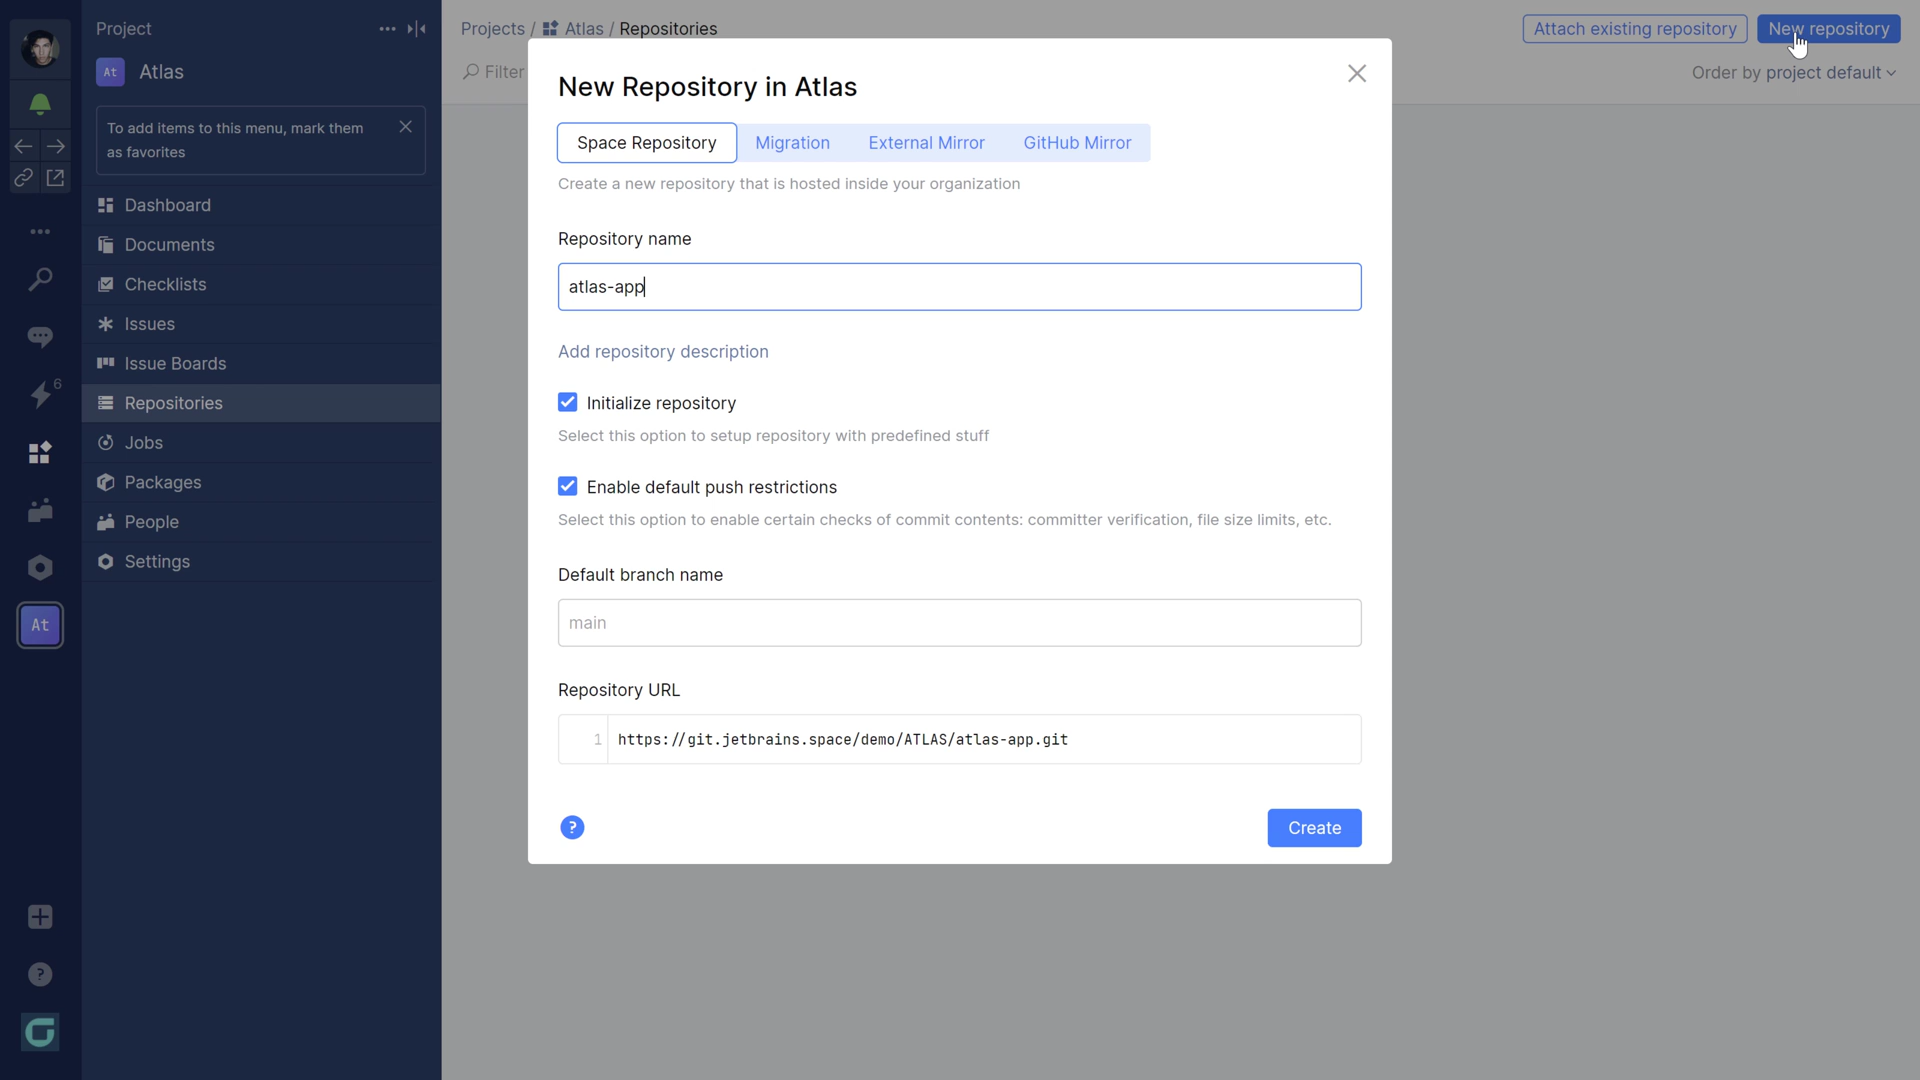 Project
At Atlas
To add items to this menu, mark them
as favorites
Dashboard
Documents
Checklists
Issues
Issue Boards
Repositories
Jobs
Packages
People
Settings
6
At
?
Projects / Atlas / Repositories
Attach existing repository
New repository
Filter
Order by project default
New Repository in Atlas
Space Repository Migration External Mirror GitHub Mirror
Create a new repository that is hosted inside your organization
Repository name
atlas-app
Add repository description
Initialize repository
Select this option to setup repository with predefined stuff
Enable default push restrictions
Select this option to enable certain checks of commit contents: committer verification, file size limits, etc.
Default branch name
main
Repository URL
1 https://git.jetbrains.space/demo/ATLAS/atlas-app.git
?
Create